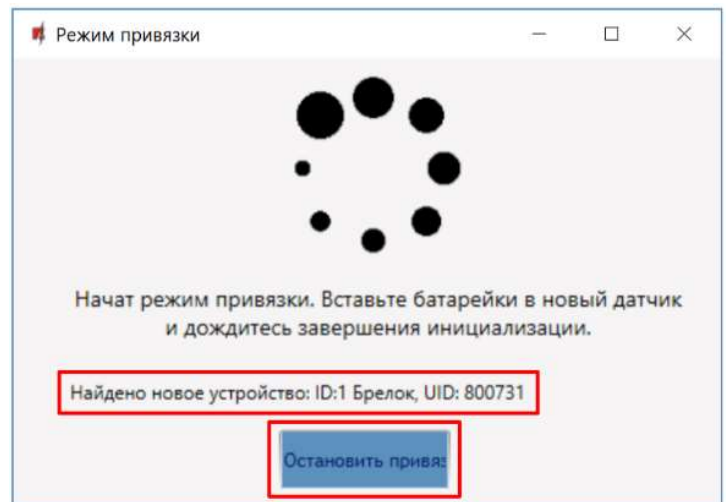 Режим привязки
Начат режим привязки. Вставьте батарейки в новый датчик
и дождитесь завершения инициализации.
Найдено новое устройство: ID:1 Брелок, UID: 800731
Остановить привяз